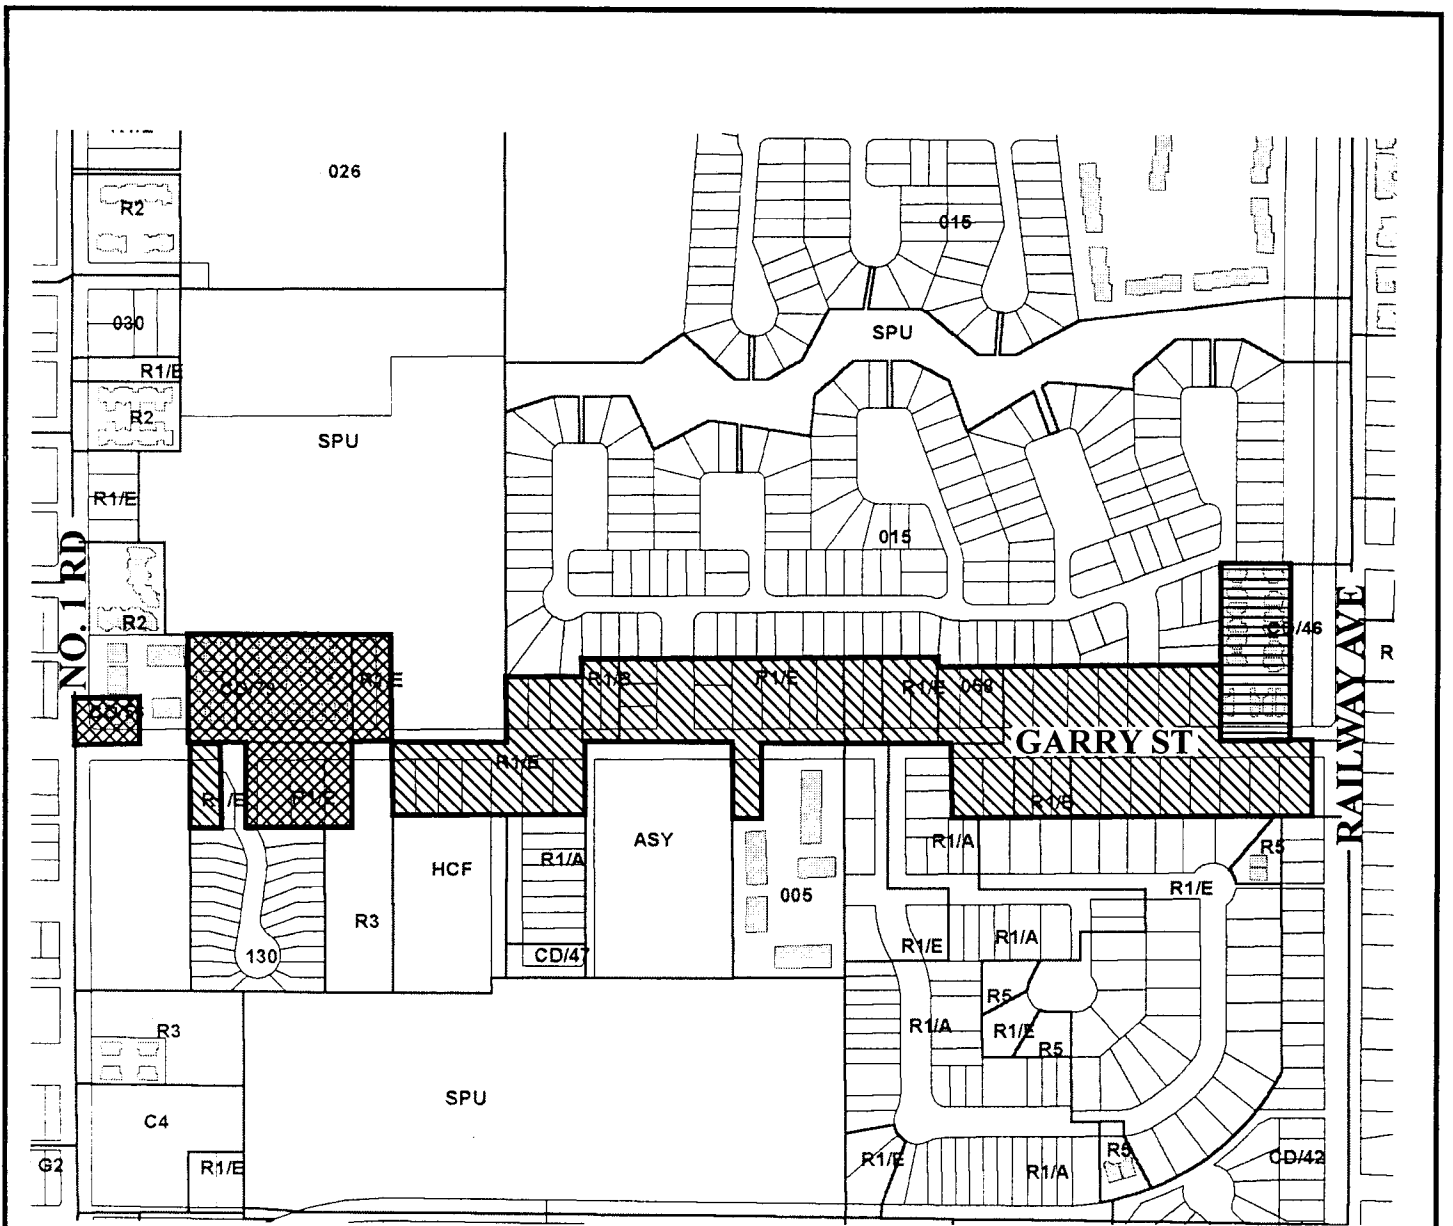 026
R2
015
030
SPU
R1/E
R2
SPU
R1/E
015
NO. 1 RD
R2
CD/46
RAILWAY AVE
R
R1/E
R1/B
R1/E
R1/E
GARRY ST
R1/E
R1/E
R1/E
ASY
R1/A
R5
R1/A
HCF
R1/E
005
R3
R1/E
R1/A
130
CD/47
R5
R3
R1/A
R1/E
R5
SPU
C4
R5
G2
R1/E
R1/E
R1/A
CD/42